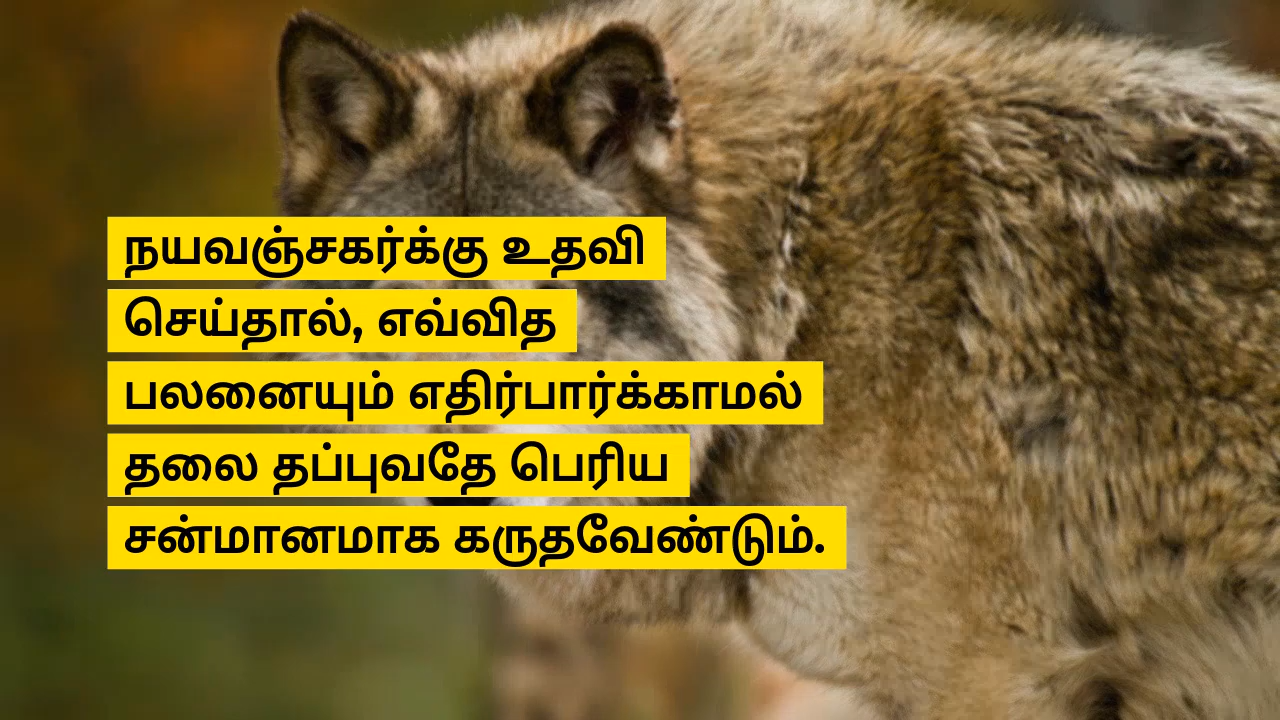 நயவஞ்சகர்க்கு உதவி
செய்தால், எவ்வித
பலனையும் எதிர்பார்க்காமல்
தலை தப்புவதே பெரிய
சன்மானமாக கருதவேண்டும்.